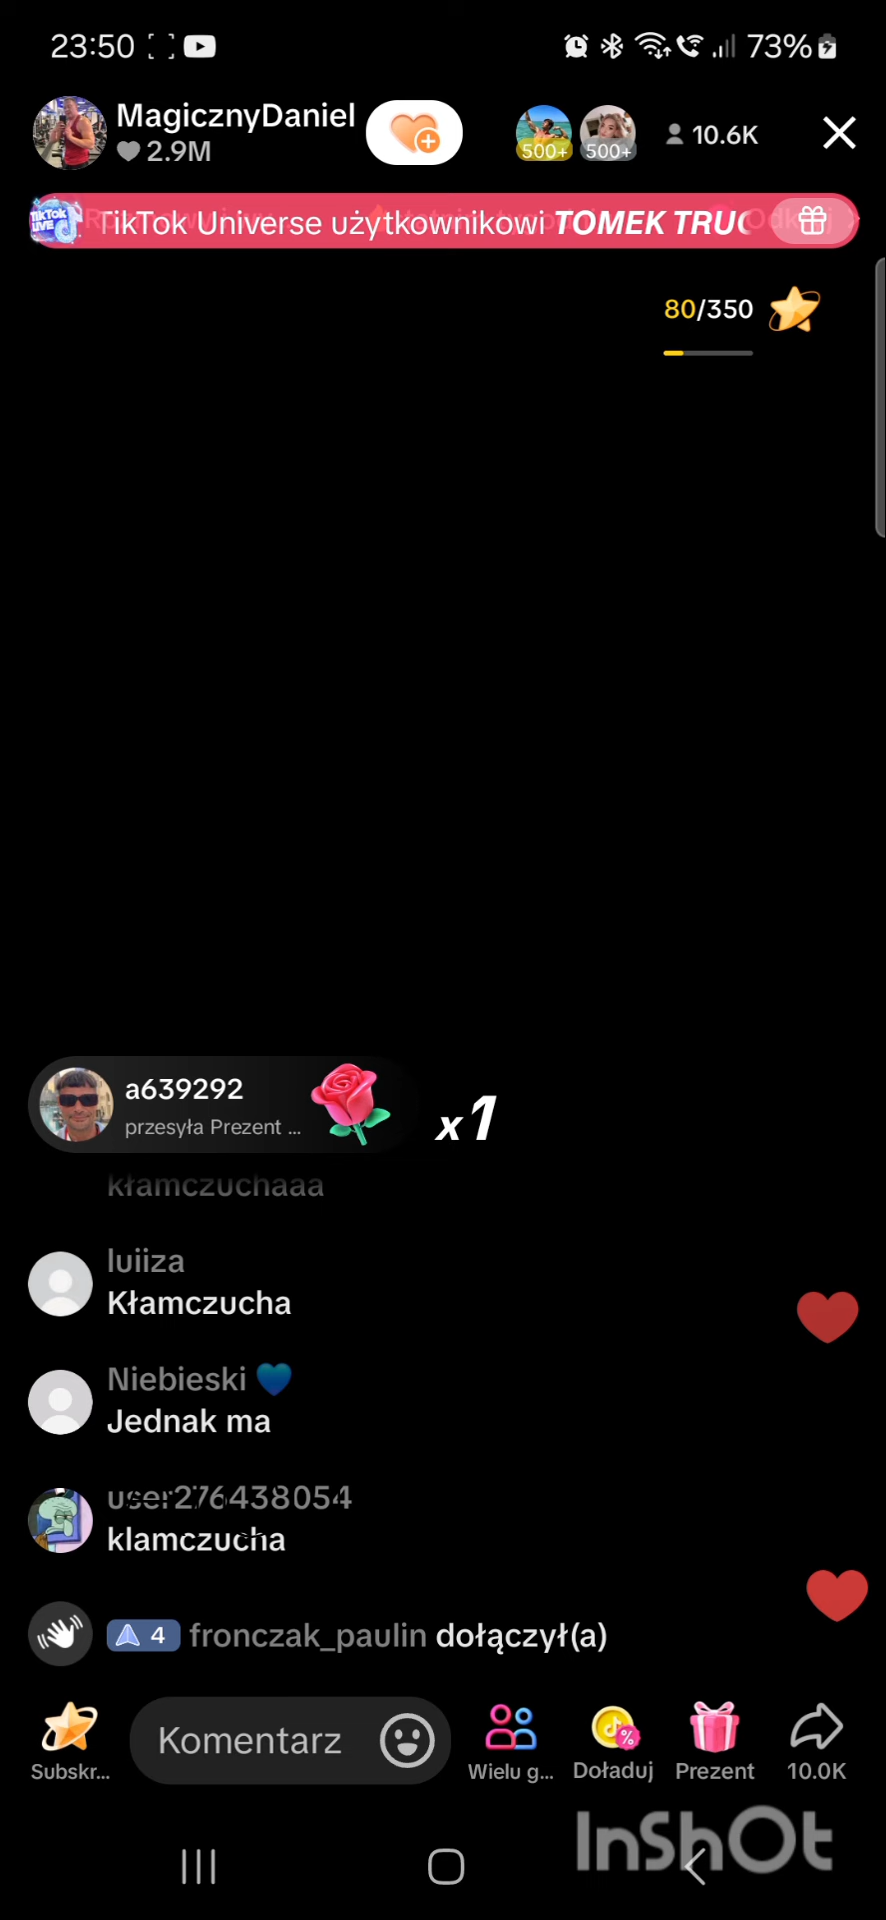 23:50
73%
MagicznyDaniel
2.9M
500+
500+
10.6K
TikTok Universe użytkownikowi TOMEK TRUC
80/350
a639292
przesyła Prezent ...
x1
kłamczuchaaa
luiiza
Kłamczucha
Niebieski
Jednak ma
user276438054
klamczucha
4 fronczak_paulin dołączył(a)
Komentarz
Subskr...
Wielu g...
Doładuj
Prezent
10.0K
InShOt